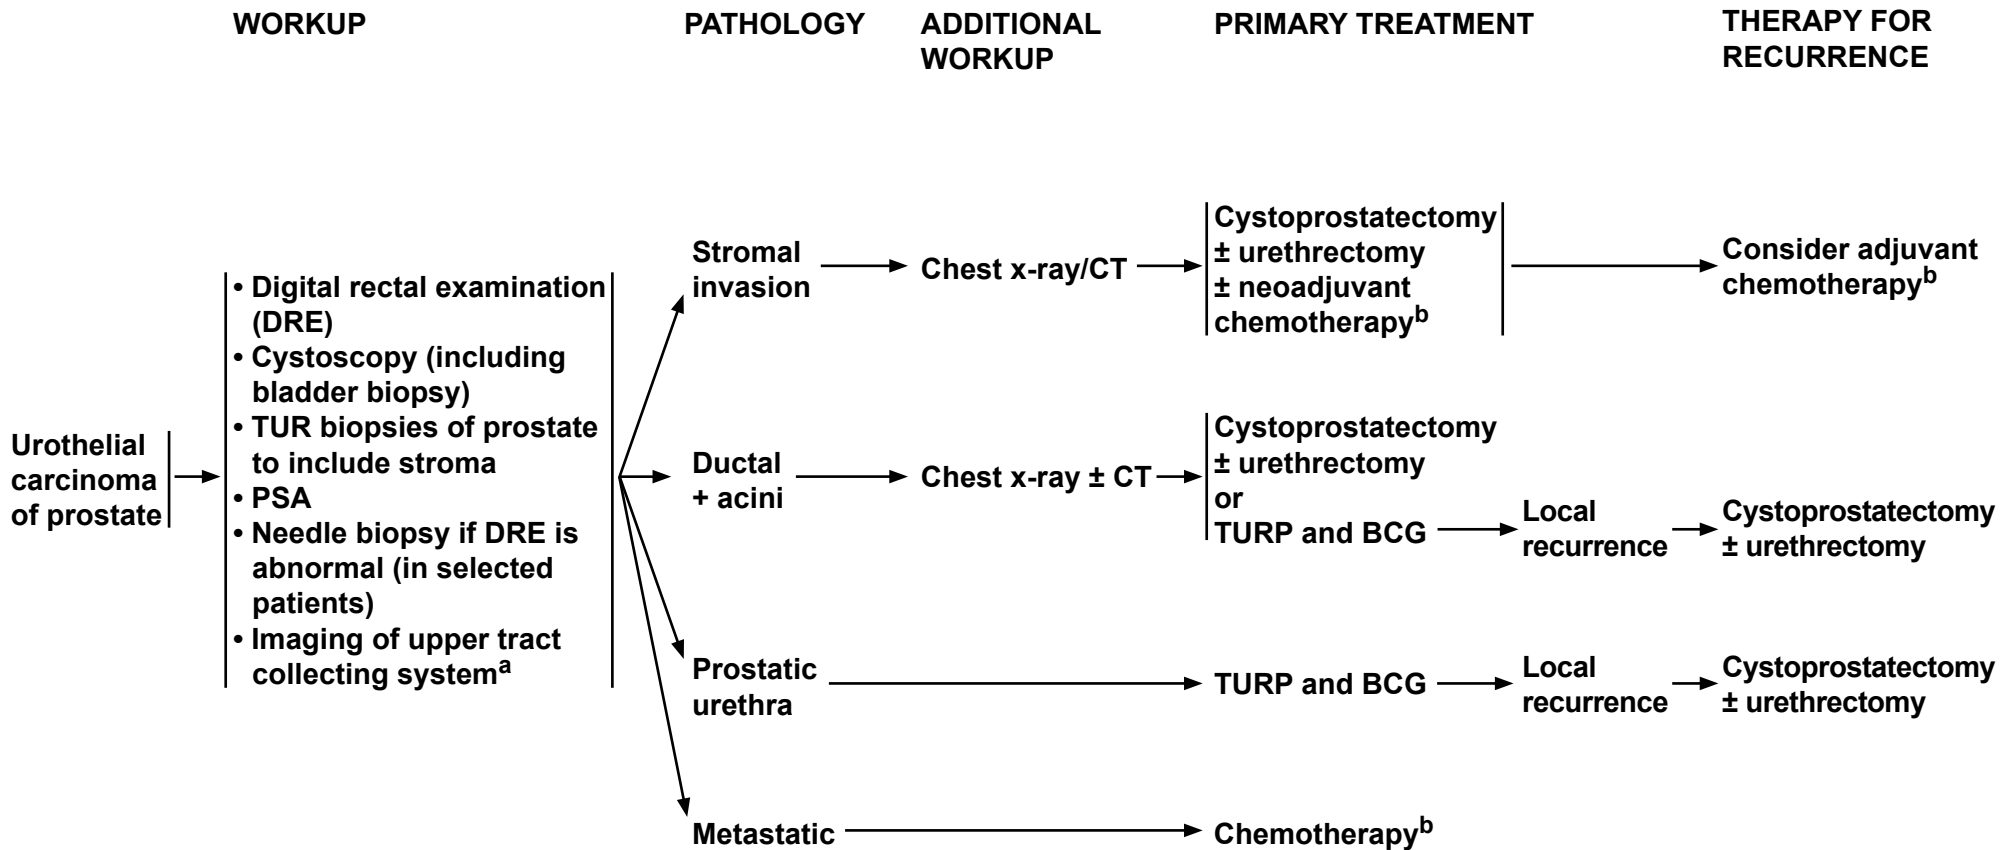 WORKUP
PATHOLOGY
ADDITIONAL
WORKUP
PRIMARY TREATMENT
THERAPY FOR
RECURRENCE
Urothelial
carcinoma
of prostate
• Digital rectal examination
(DRE)
• Cystoscopy (including
bladder biopsy)
• TUR biopsies of prostate
to include stroma
• PSA
• Needle biopsy if DRE is
abnormal (in selected
patients)
• Imaging of upper tract
collecting systemᵃ
Stromal
invasion
Chest x-ray/CT
Cystoprostatectomy
± urethrectomy
± neoadjuvant
chemotherapyᵇ
Consider adjuvant
chemotherapyᵇ
Ductal
+ acini
Chest x-ray ± CT
Cystoprostatectomy
± urethrectomy
or
TURP and BCG
Local
recurrence
Cystoprostatectomy
± urethrectomy
Prostatic
urethra
TURP and BCG
Local
recurrence
Cystoprostatectomy
± urethrectomy
Metastatic
Chemotherapyᵇ